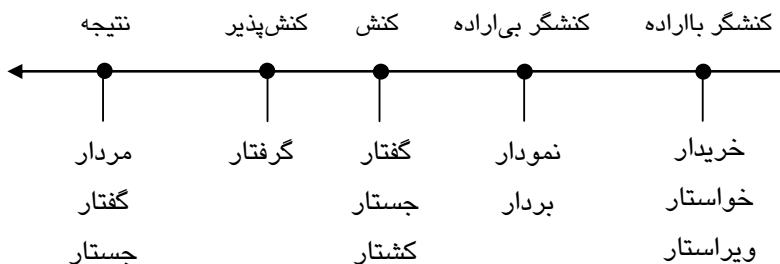 کنشگر بااراده کنشگر بی‌اراده کنش کنش‌پذیر نتیجه
خریدار نمودار گفتار گرفتار مردار
خواستار بردار جستار گفتار
ویراستار کشتار جستار